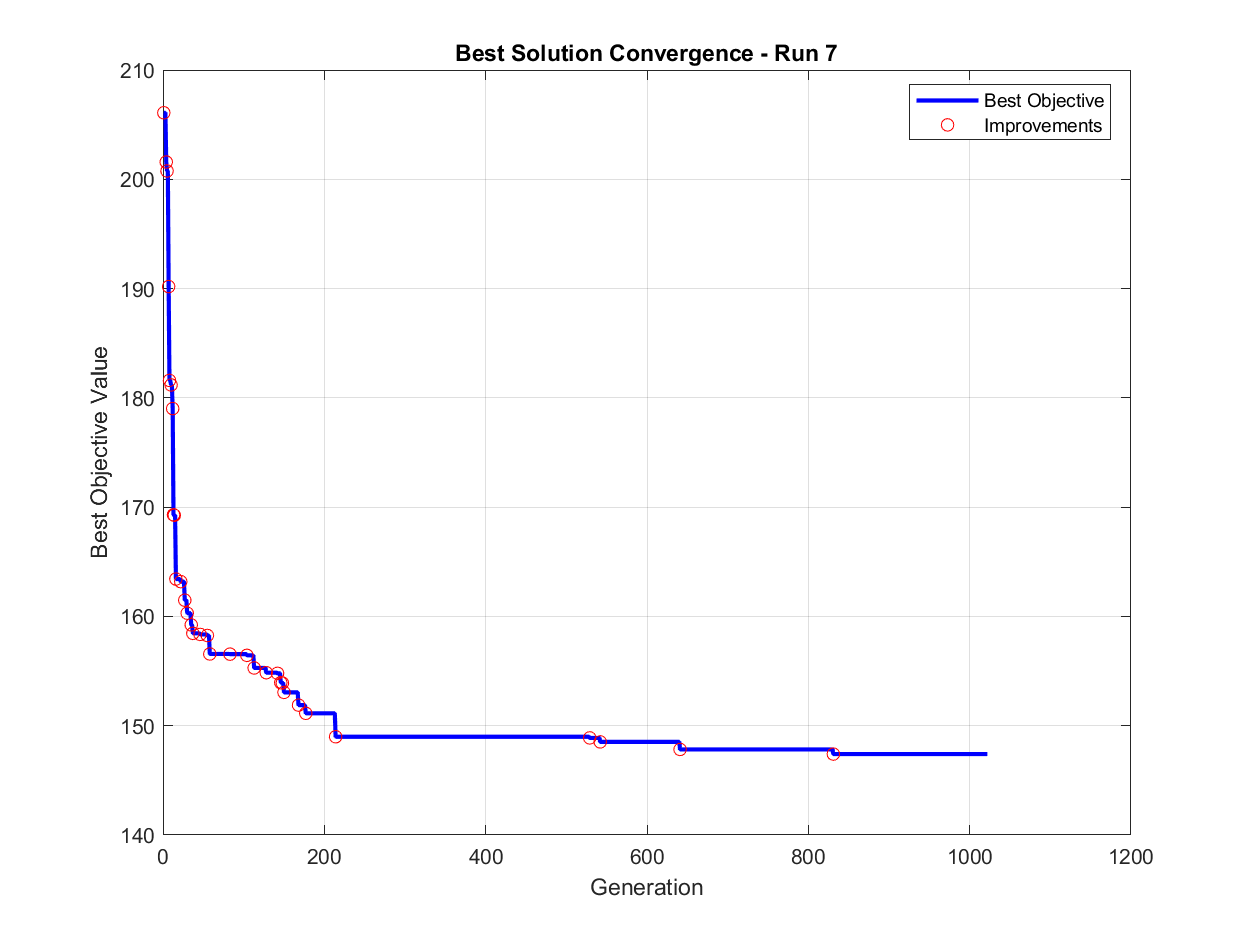 Best Solution Convergence - Run 7
Best Objective
Improvements
Best Objective Value
210
200
190
180
170
160
150
140
0 200 400 600 800 1000 1200
Generation